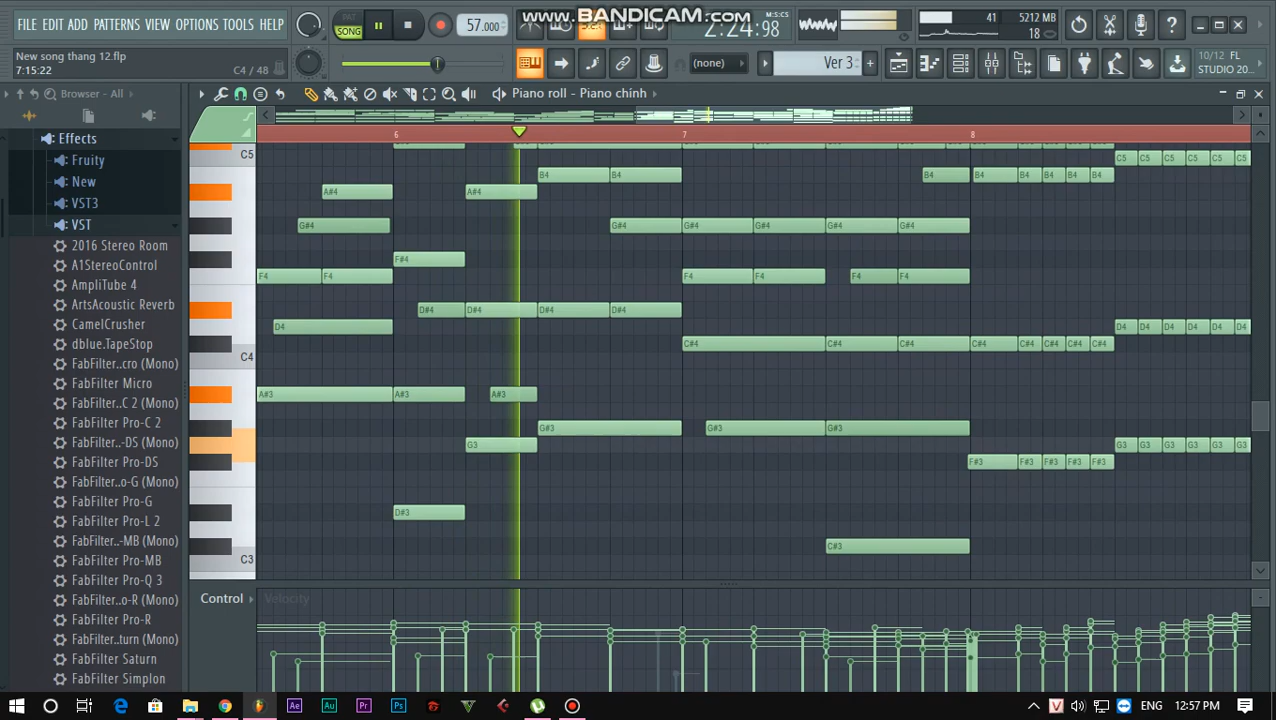 FILE EDIT ADD PATTERNS VIEW OPTIONS TOOLS HELP
PAT
SONG
57.000
www.BANDICAM.com
M:S:CS
2:24:98
41
5212 MB
18
New song thang 12.flp
7:15:22
C4 / 48
(none)
Ver 3
10/12 FL
STUDIO 20...
Browser - All
Piano roll - Piano chính
Effects
Fruity
New
VST3
VST
2016 Stereo Room
A1StereoControl
AmpliTube 4
ArtsAcoustic Reverb
CamelCrusher
dblue.TapeStop
FabFilter...cro (Mono)
FabFilter Micro
FabFilter...C 2 (Mono)
FabFilter Pro-C 2
FabFilter...-DS (Mono)
FabFilter Pro-DS
FabFilter...o-G (Mono)
FabFilter Pro-G
FabFilter Pro-L 2
FabFilter...-MB (Mono)
FabFilter Pro-MB
FabFilter Pro-Q 3
FabFilter...o-R (Mono)
FabFilter Pro-R
FabFilter...turn (Mono)
FabFilter Saturn
FabFilter Simplon
6 7 8
C5 C5 C5 C5 C5 C5
B4 B4 B4 B4 B4 B4 B4
A#4 A#4
G#4 G#4 G#4 G#4 G#4 G#4
F#4
F4 F4 F4 F4 F4 F4
D#4 D#4 D#4 D#4
D4 D4 D4 D4 D4 D4
C#4 C#4 C#4 C#4 C#4 C#4 C#4
C4
A#3 A#3 A#3
G#3 G#3 G#3
G3 G3 G3 G3 G3 G3
F#3 F#3 F#3 F#3 F#3
D#3
C#3
C3
Control
Velocity
Ae Au Pr Ps
ENG 12:57 PM